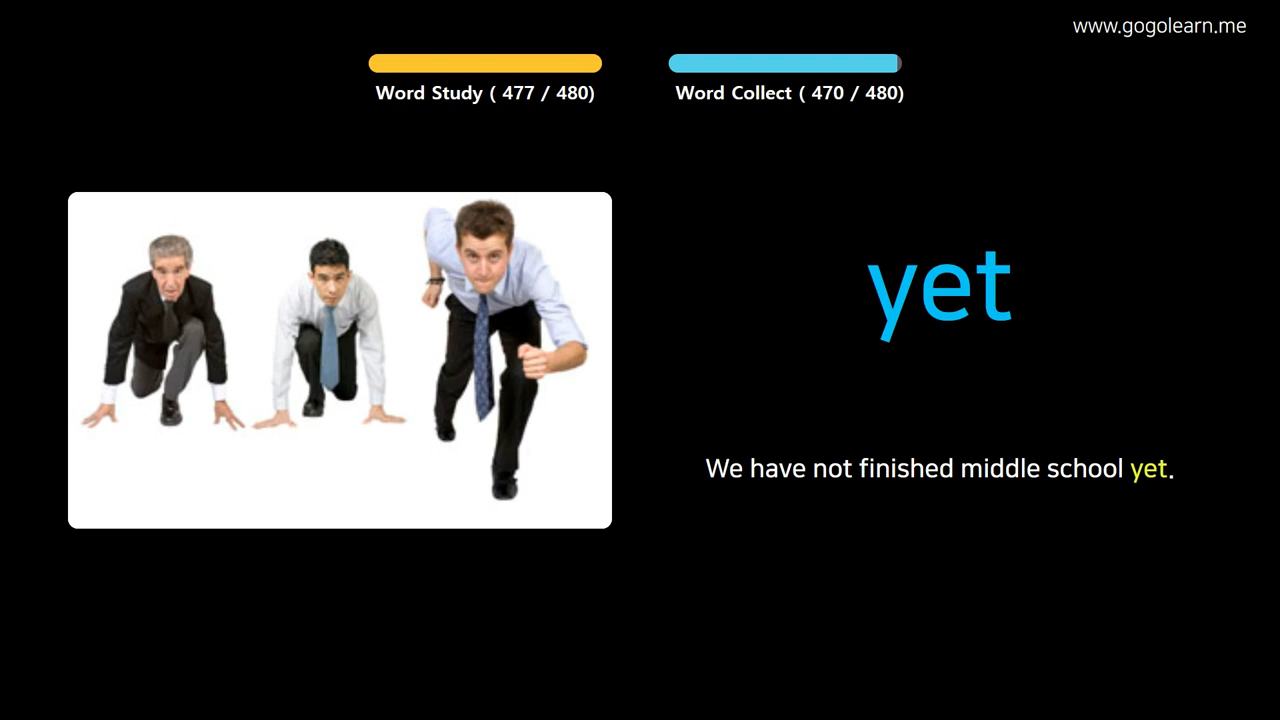 www.gogolearn.me
Word Study ( 477 / 480)
Word Collect ( 470 / 480)
yet
We have not finished middle school yet.